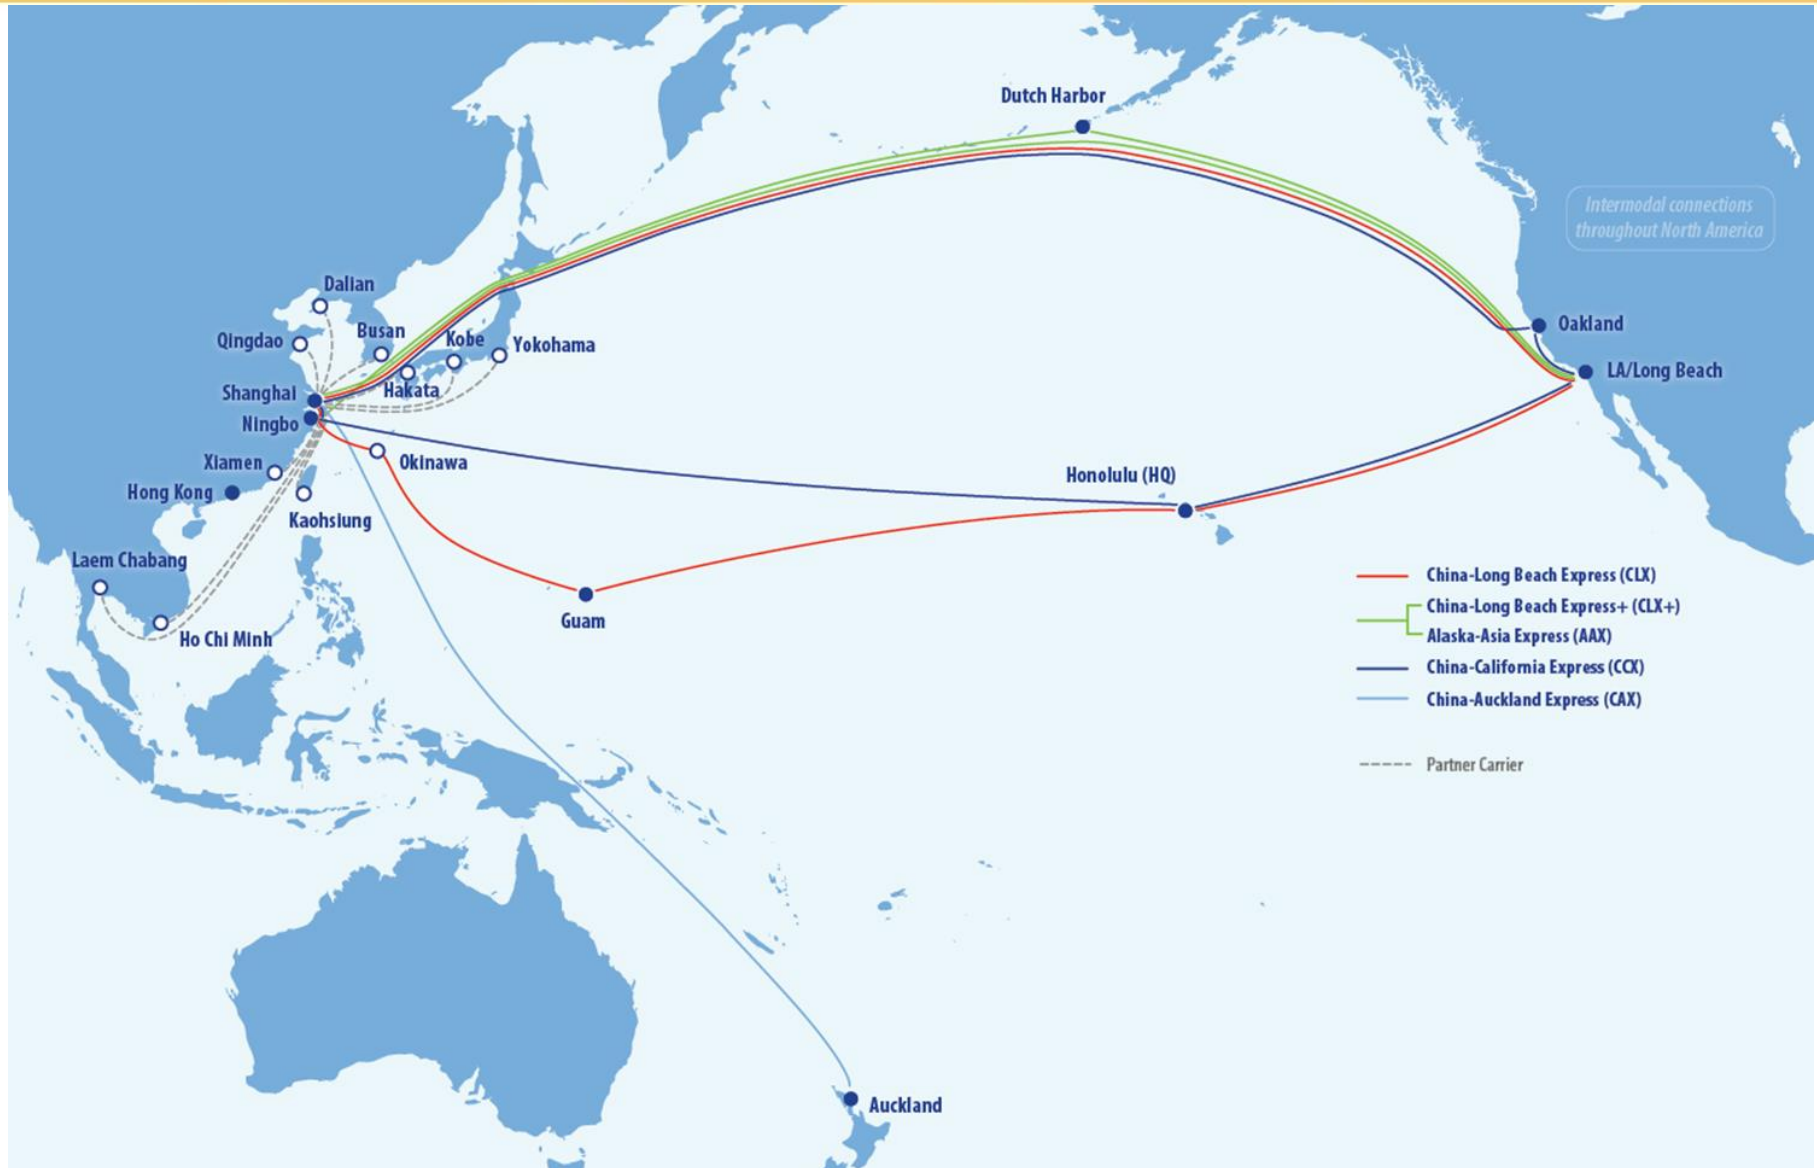 Dutch Harbor
Intermodal connections
throughout North America
Dalian
Busan
Qingdao
Kobe
Yokohama
Oakland
LA/Long Beach
Shanghai
Hakata
Ningbo
Xiamen
Okinawa
Honolulu (HQ)
Hong Kong
Kaohsiung
Laem Chabang
Guam
Ho Chi Minh
China-Long Beach Express (CLX)
China-Long Beach Express+ (CLX+)
Alaska-Asia Express (AAX)
China-California Express (CCX)
China-Auckland Express (CAX)
Partner Carrier
Auckland